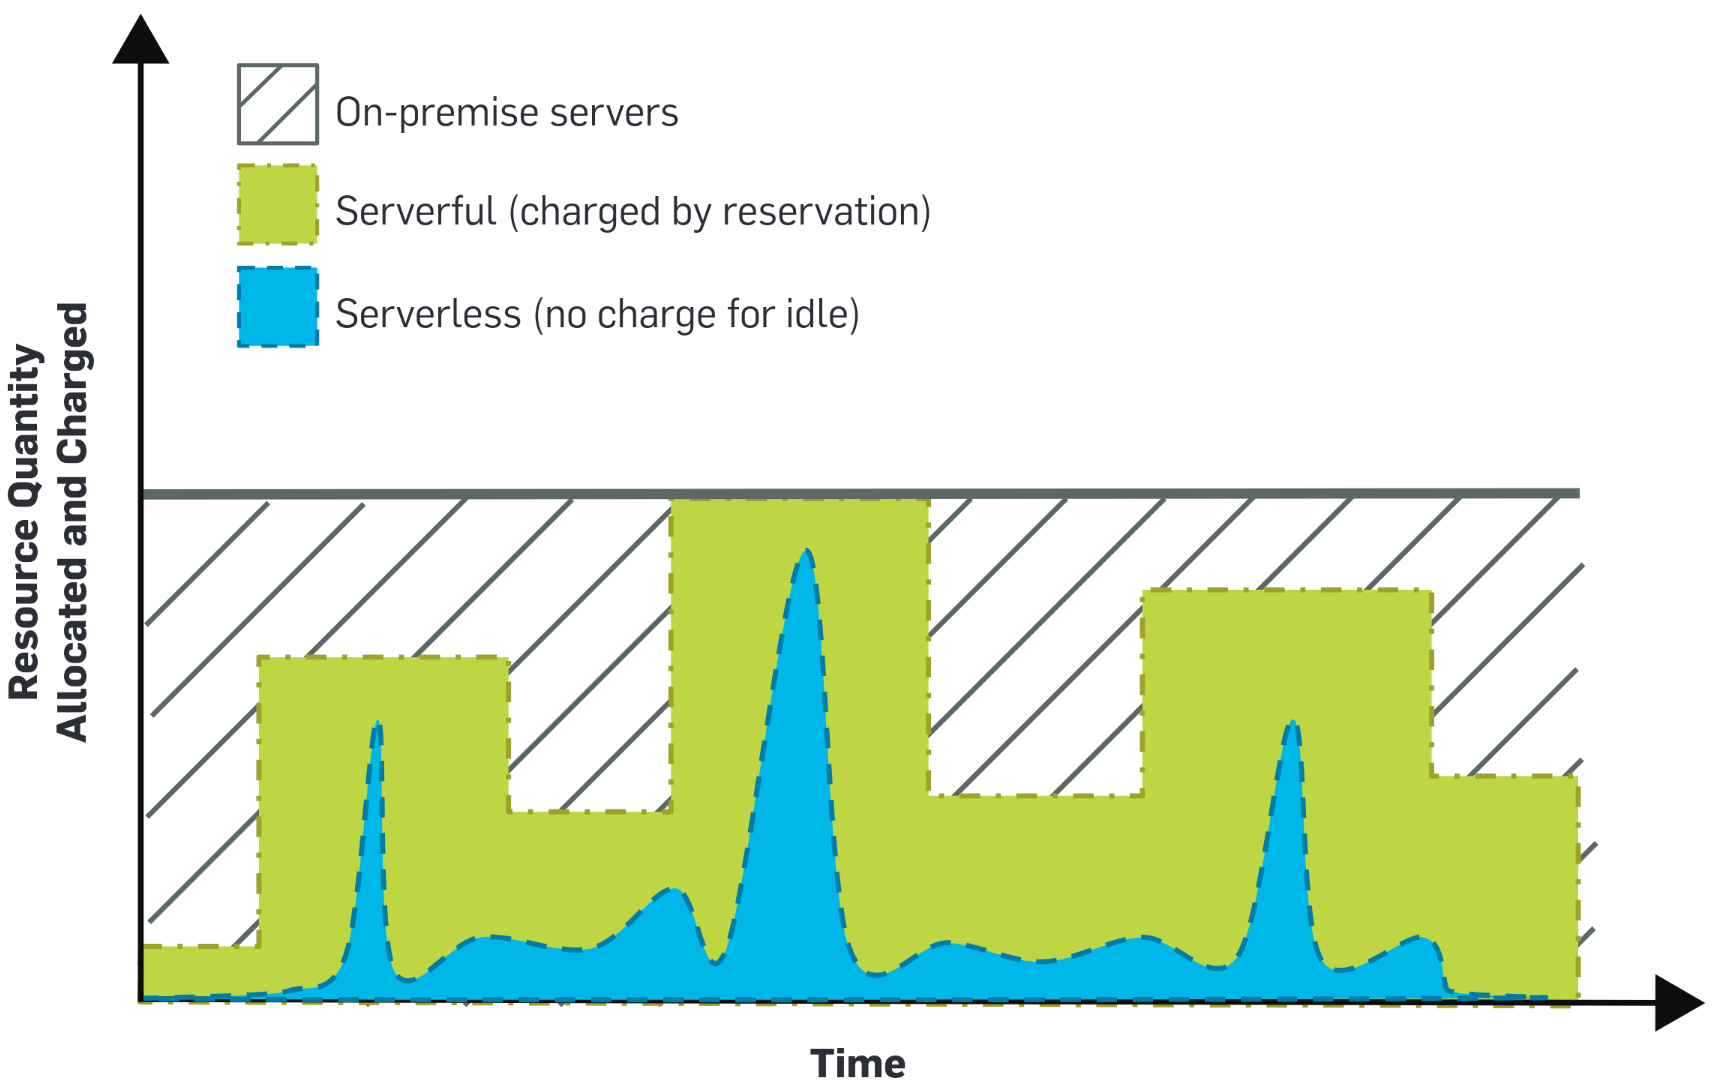 On-premise servers
Serverful (charged by reservation)
Serverless (no charge for idle)
Resource Quantity
Allocated and Charged
Time